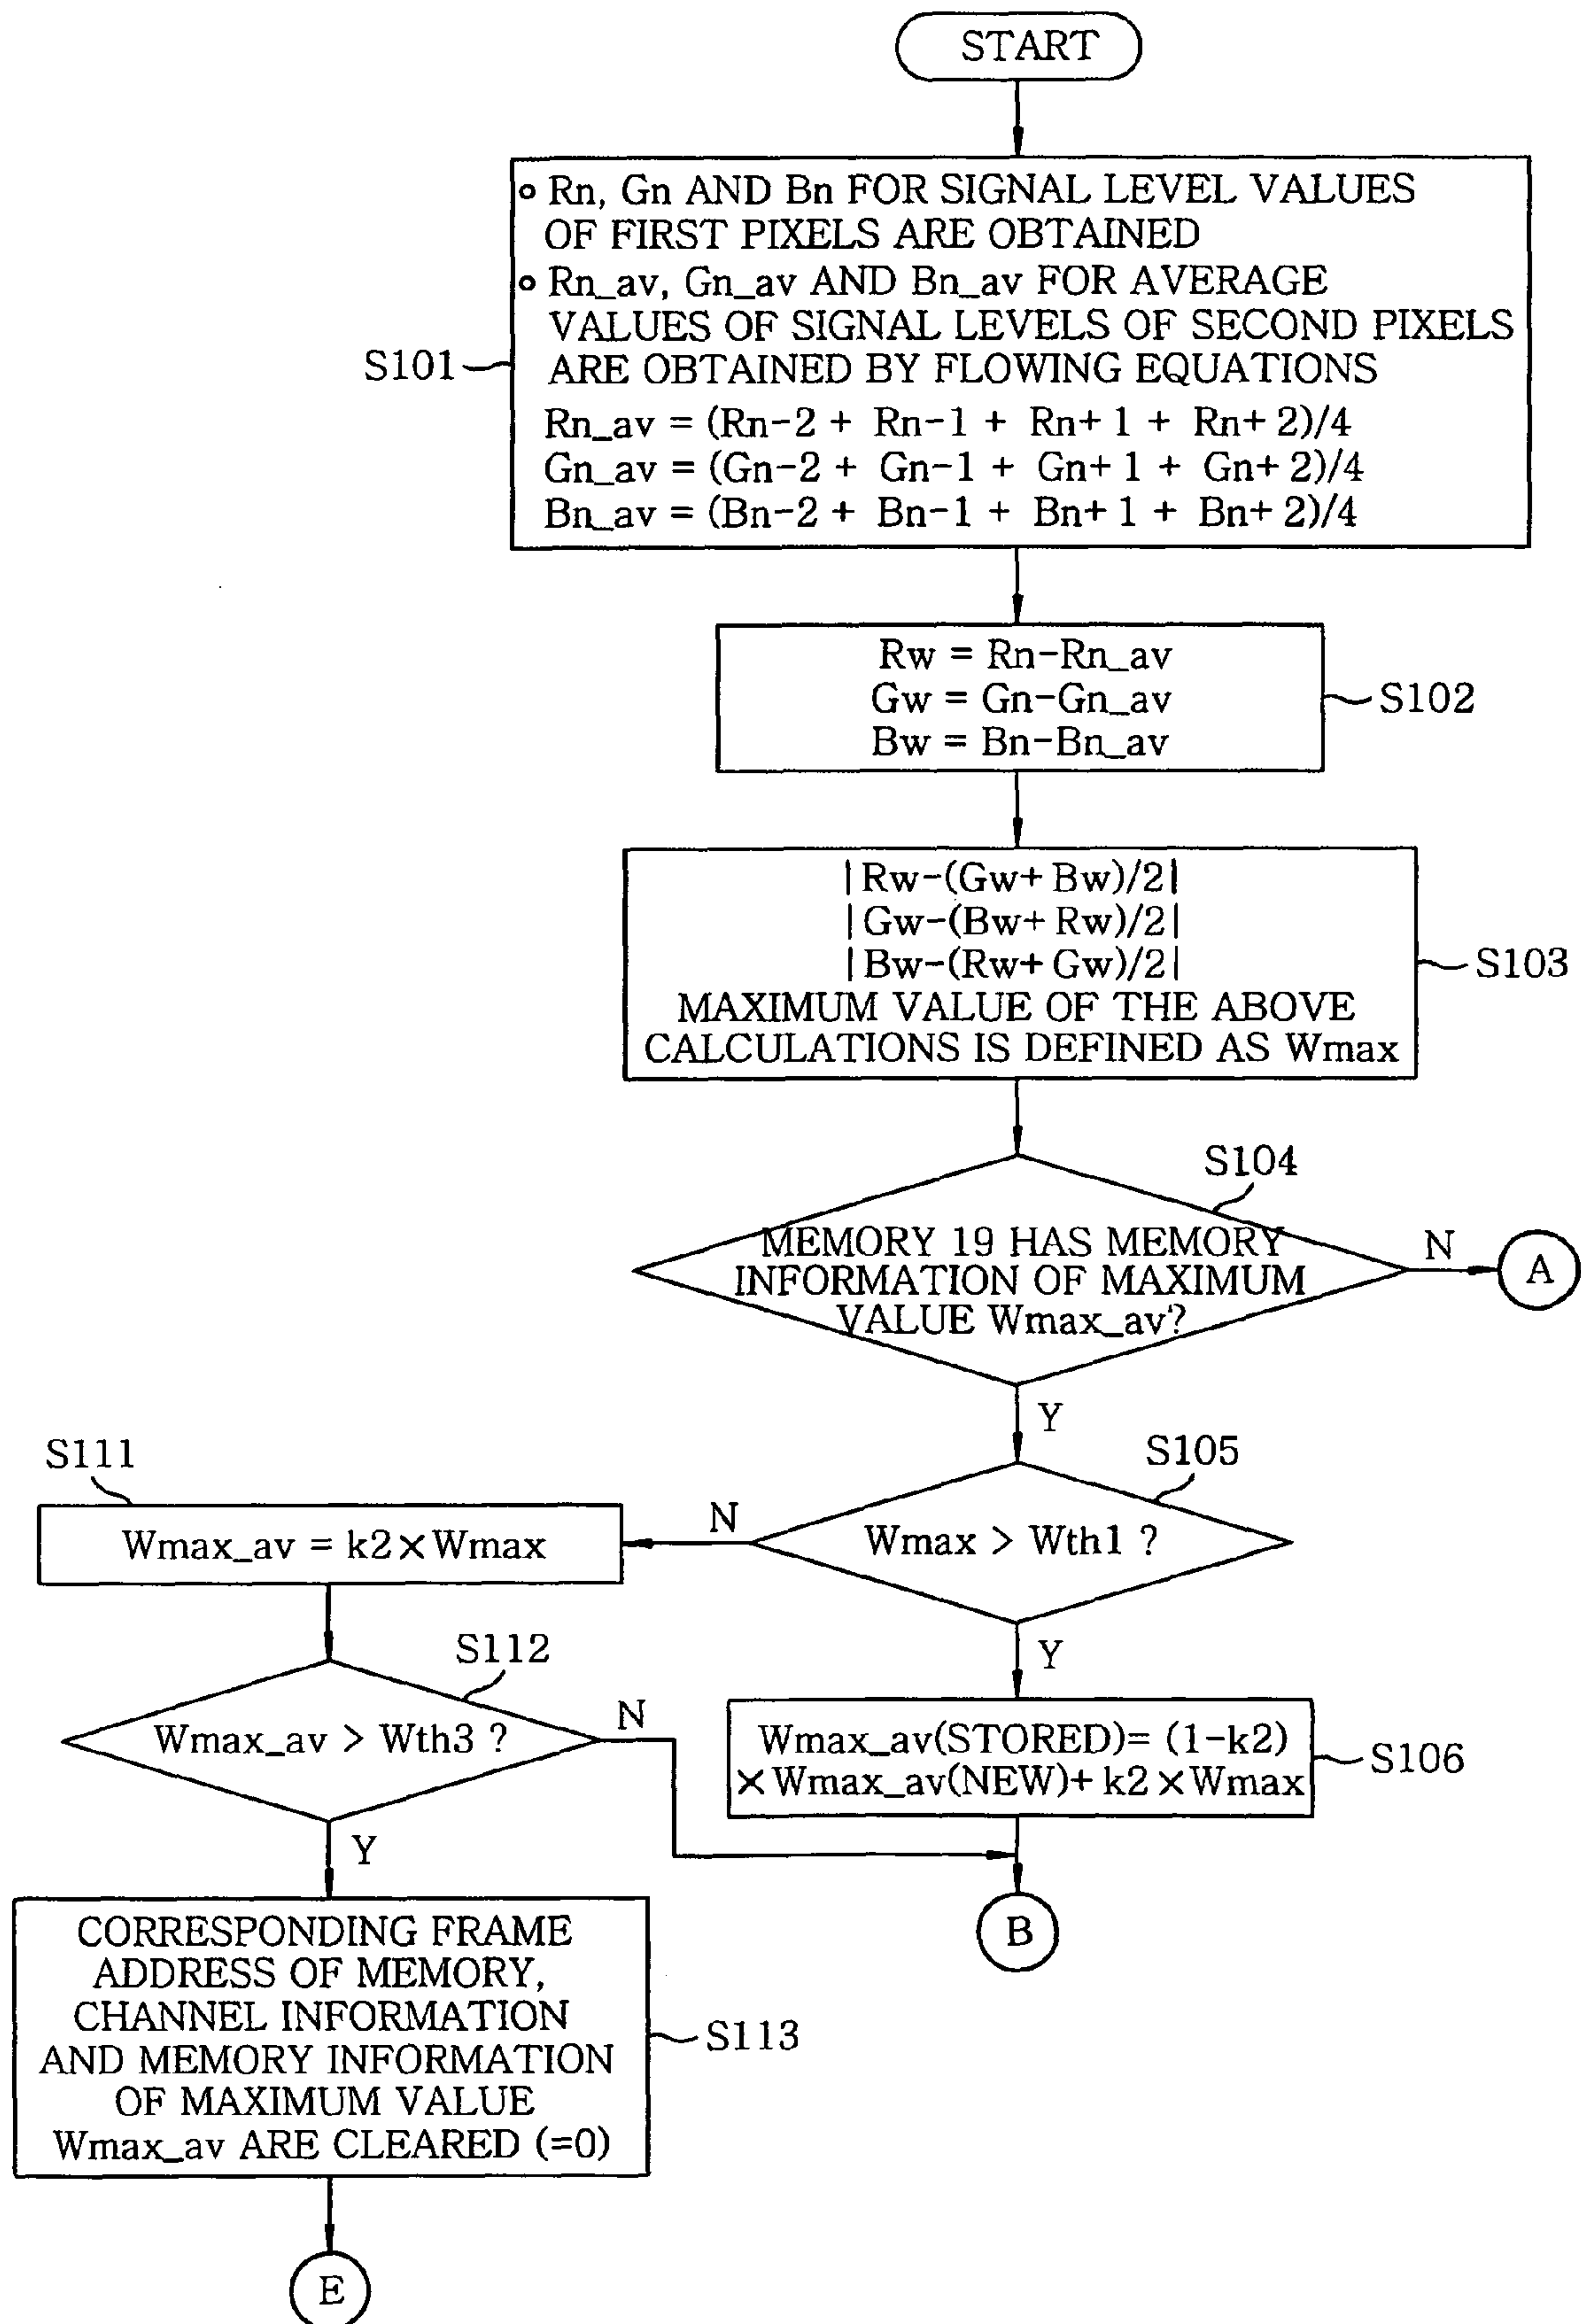 START
∘ Rn, Gn AND Bn FOR SIGNAL LEVEL VALUES
OF FIRST PIXELS ARE OBTAINED
∘ Rn_av, Gn_av AND Bn_av FOR AVERAGE
VALUES OF SIGNAL LEVELS OF SECOND PIXELS
ARE OBTAINED BY FLOWING EQUATIONS
Rn_av = (Rn-2 + Rn-1 + Rn+1 + Rn+2)/4
Gn_av = (Gn-2 + Gn-1 + Gn+1 + Gn+2)/4
Bn_av = (Bn-2 + Bn-1 + Bn+1 + Bn+2)/4
S101
Rw = Rn-Rn_av
Gw = Gn-Gn_av
Bw = Bn-Bn_av
S102
|Rw-(Gw+Bw)/2|
|Gw-(Bw+Rw)/2|
|Bw-(Rw+Gw)/2|
MAXIMUM VALUE OF THE ABOVE
CALCULATIONS IS DEFINED AS Wmax
S103
S104
MEMORY 19 HAS MEMORY
INFORMATION OF MAXIMUM
VALUE Wmax_av?
N
A
Y
S105
Wmax > Wth1 ?
N
S111
Wmax_av = k2×Wmax
Y
S112
Wmax_av > Wth3 ?
N
Wmax_av(STORED)= (1-k2)
×Wmax_av(NEW)+k2×Wmax
S106
Y
B
CORRESPONDING FRAME
ADDRESS OF MEMORY,
CHANNEL INFORMATION
AND MEMORY INFORMATION
OF MAXIMUM VALUE
Wmax_av ARE CLEARED (=0)
S113
E